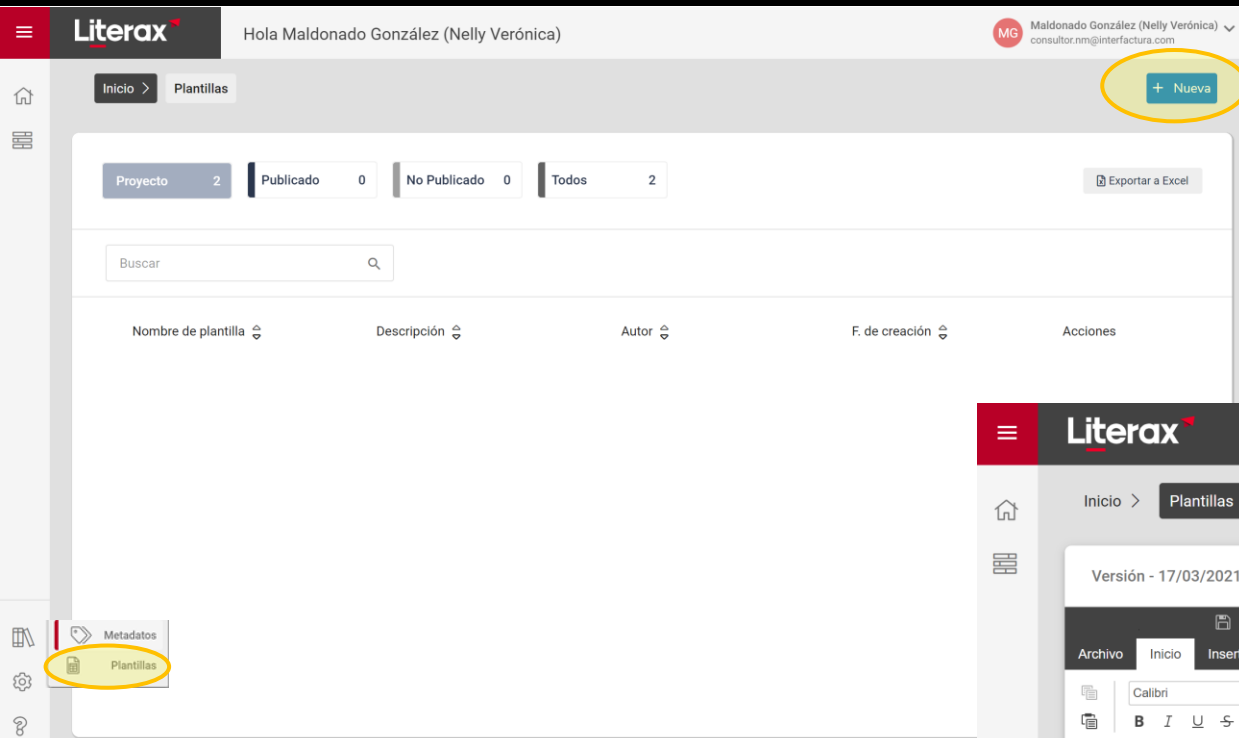 Literax
Hola Maldonado González (Nelly Verónica)
MG
Maldonado González (Nelly Verónica)
consultor.nm@interfactura.com
Inicio >
Plantillas
+ Nueva
Proyecto 2
Publicado 0
No Publicado 0
Todos 2
Exportar a Excel
Buscar
Nombre de plantilla
Descripción
Autor
F. de creación
Acciones
Metadatos
Plantillas
Literax
Inicio >
Plantillas
Versión - 17/03/2021
Archivo
Inicio
Inser
Calibri
B I U S